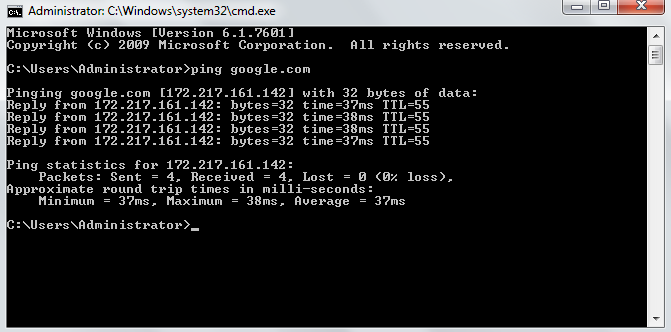 Administrator: C:\Windows\system32\cmd.exe
Microsoft Windows [Version 6.1.7601]
Copyright (c) 2009 Microsoft Corporation.  All rights reserved.
C:\Users\Administrator>ping google.com
Pinging google.com [172.217.161.142] with 32 bytes of data:
Reply from 172.217.161.142: bytes=32 time=37ms TTL=55
Reply from 172.217.161.142: bytes=32 time=38ms TTL=55
Reply from 172.217.161.142: bytes=32 time=38ms TTL=55
Reply from 172.217.161.142: bytes=32 time=37ms TTL=55
Ping statistics for 172.217.161.142:
    Packets: Sent = 4, Received = 4, Lost = 0 (0% loss),
Approximate round trip times in milli-seconds:
    Minimum = 37ms, Maximum = 38ms, Average = 37ms
C:\Users\Administrator>_